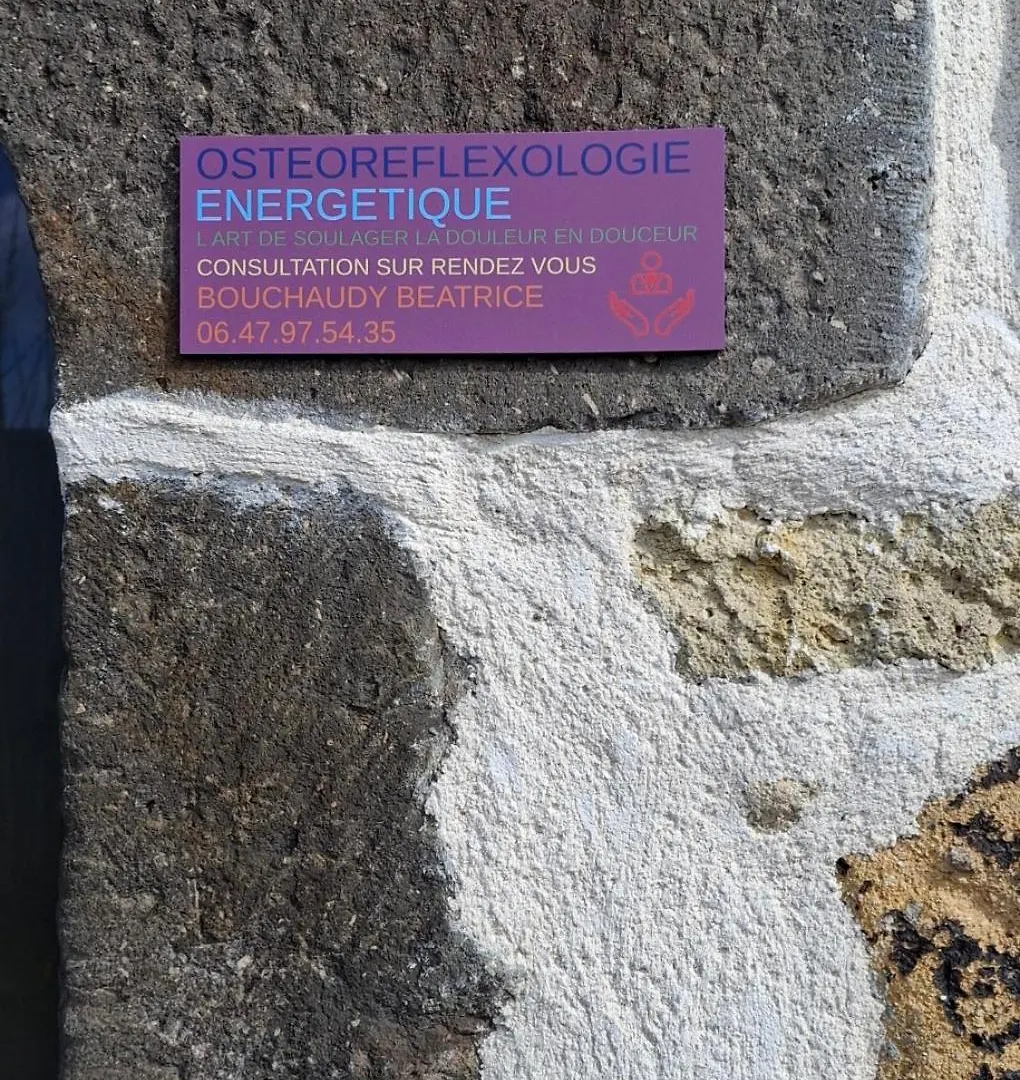 OSTEOREFLEXOLOGIE
ENERGETIQUE
L ART DE SOULAGER LA DOULEUR EN DOUCEUR
CONSULTATION SUR RENDEZ VOUS
BOUCHAUDY BEATRICE
06.47.97.54.35